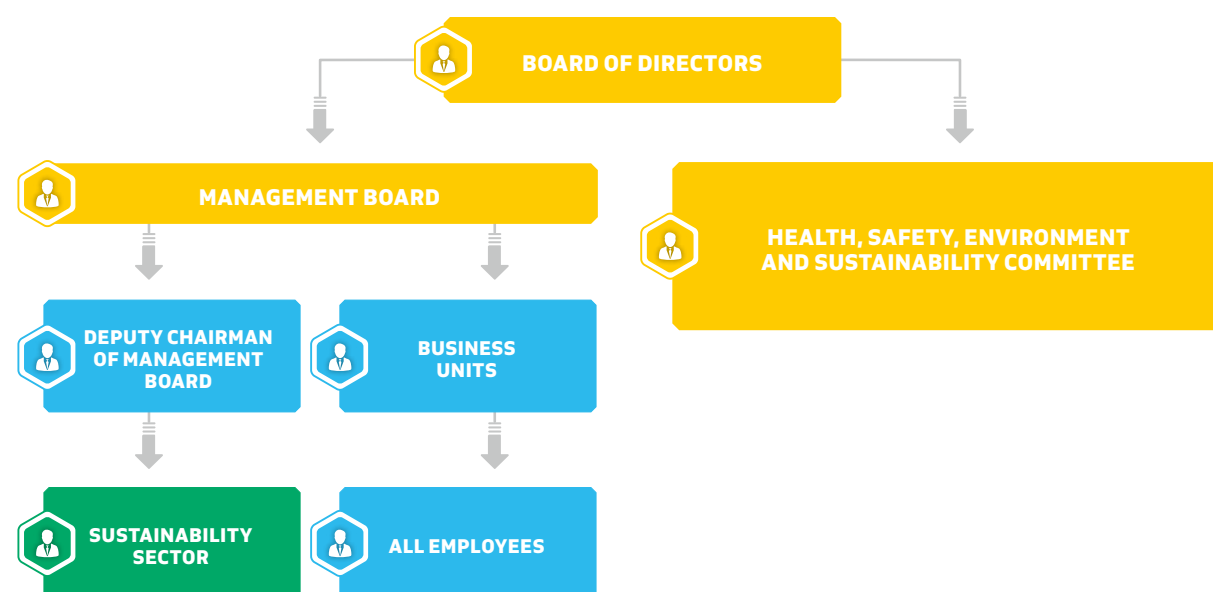 BOARD OF DIRECTORS
MANAGEMENT BOARD
HEALTH, SAFETY, ENVIRONMENT
AND SUSTAINABILITY COMMITTEE
DEPUTY CHAIRMAN
OF MANAGEMENT
BOARD
BUSINESS
UNITS
SUSTAINABILITY
SECTOR
ALL EMPLOYEES